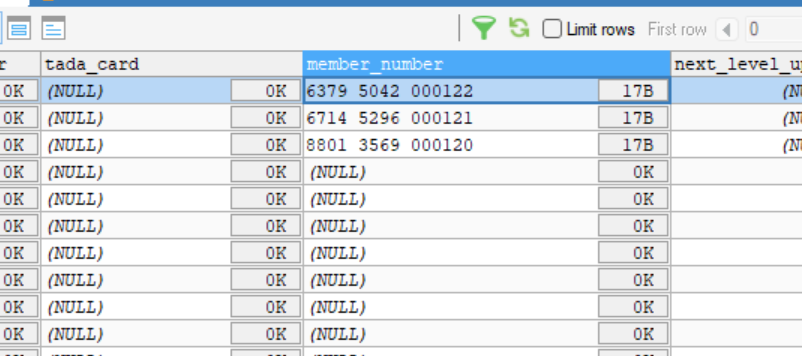 Limit rows First row 0
r tada_card member_number next_level_u
0K (NULL) 0K 6379 5042 000122 17B (N
0K (NULL) 0K 6714 5296 000121 17B (N
0K (NULL) 0K 8801 3569 000120 17B (N
0K (NULL) 0K (NULL) 0K
0K (NULL) 0K (NULL) 0K
0K (NULL) 0K (NULL) 0K
0K (NULL) 0K (NULL) 0K
0K (NULL) 0K (NULL) 0K
0K (NULL) 0K (NULL) 0K
0K (NULL) 0K (NULL) 0K